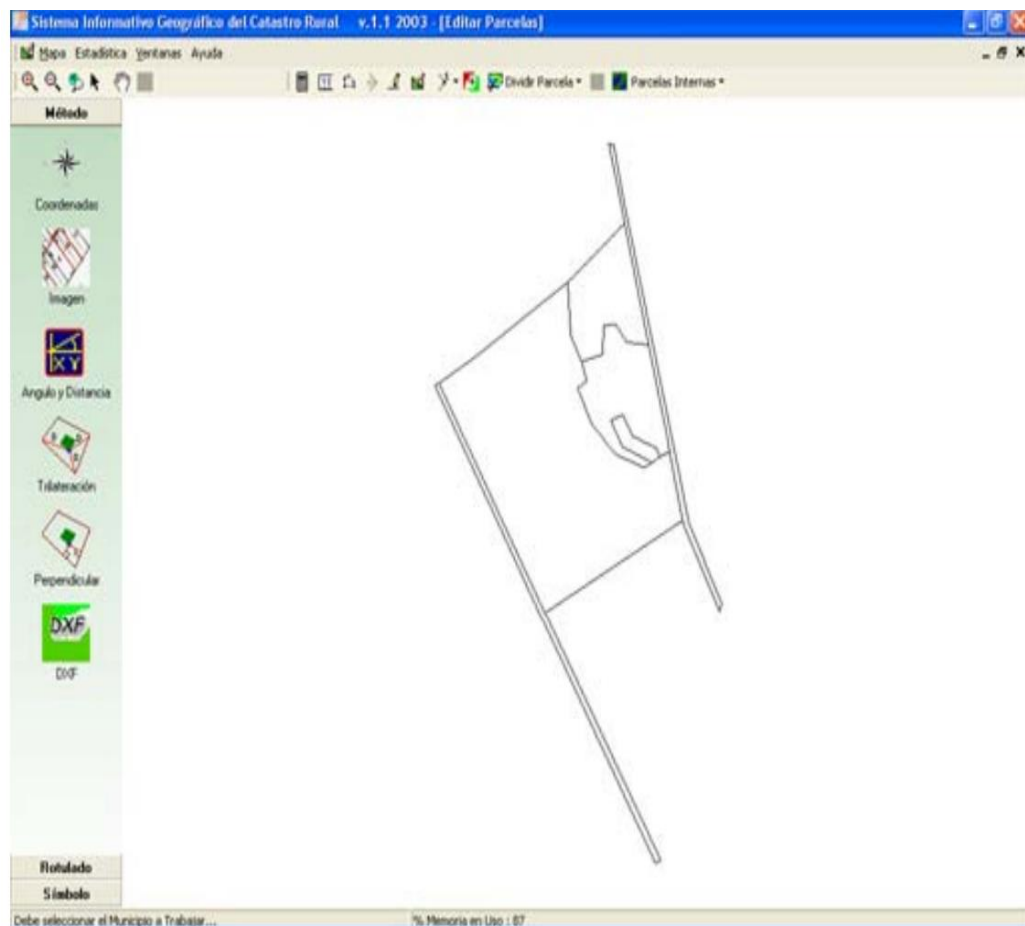 Sistema Informativo Geográfico del Catastro Rural v.1.1 2003 - [Editar Parcelas]
Mapa Estadística Ventanas Ayuda
Dividir Parcela Parcelas Internas
Método
Coordenadas
Imagen
XY
Angulo y Distancia
Trilateración
Perpendicular
DXF
DXF
Rotulado
Símbolo
Debe seleccionar el Municipio a Trabajar... % Memoria en Uso : 87